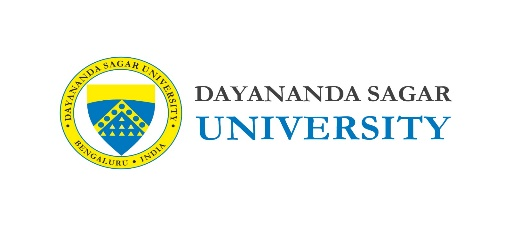 • DAYANANDA SAGAR UNIVERSITY •
BENGALURU • INDIA
DAYANANDA SAGAR
UNIVERSITY